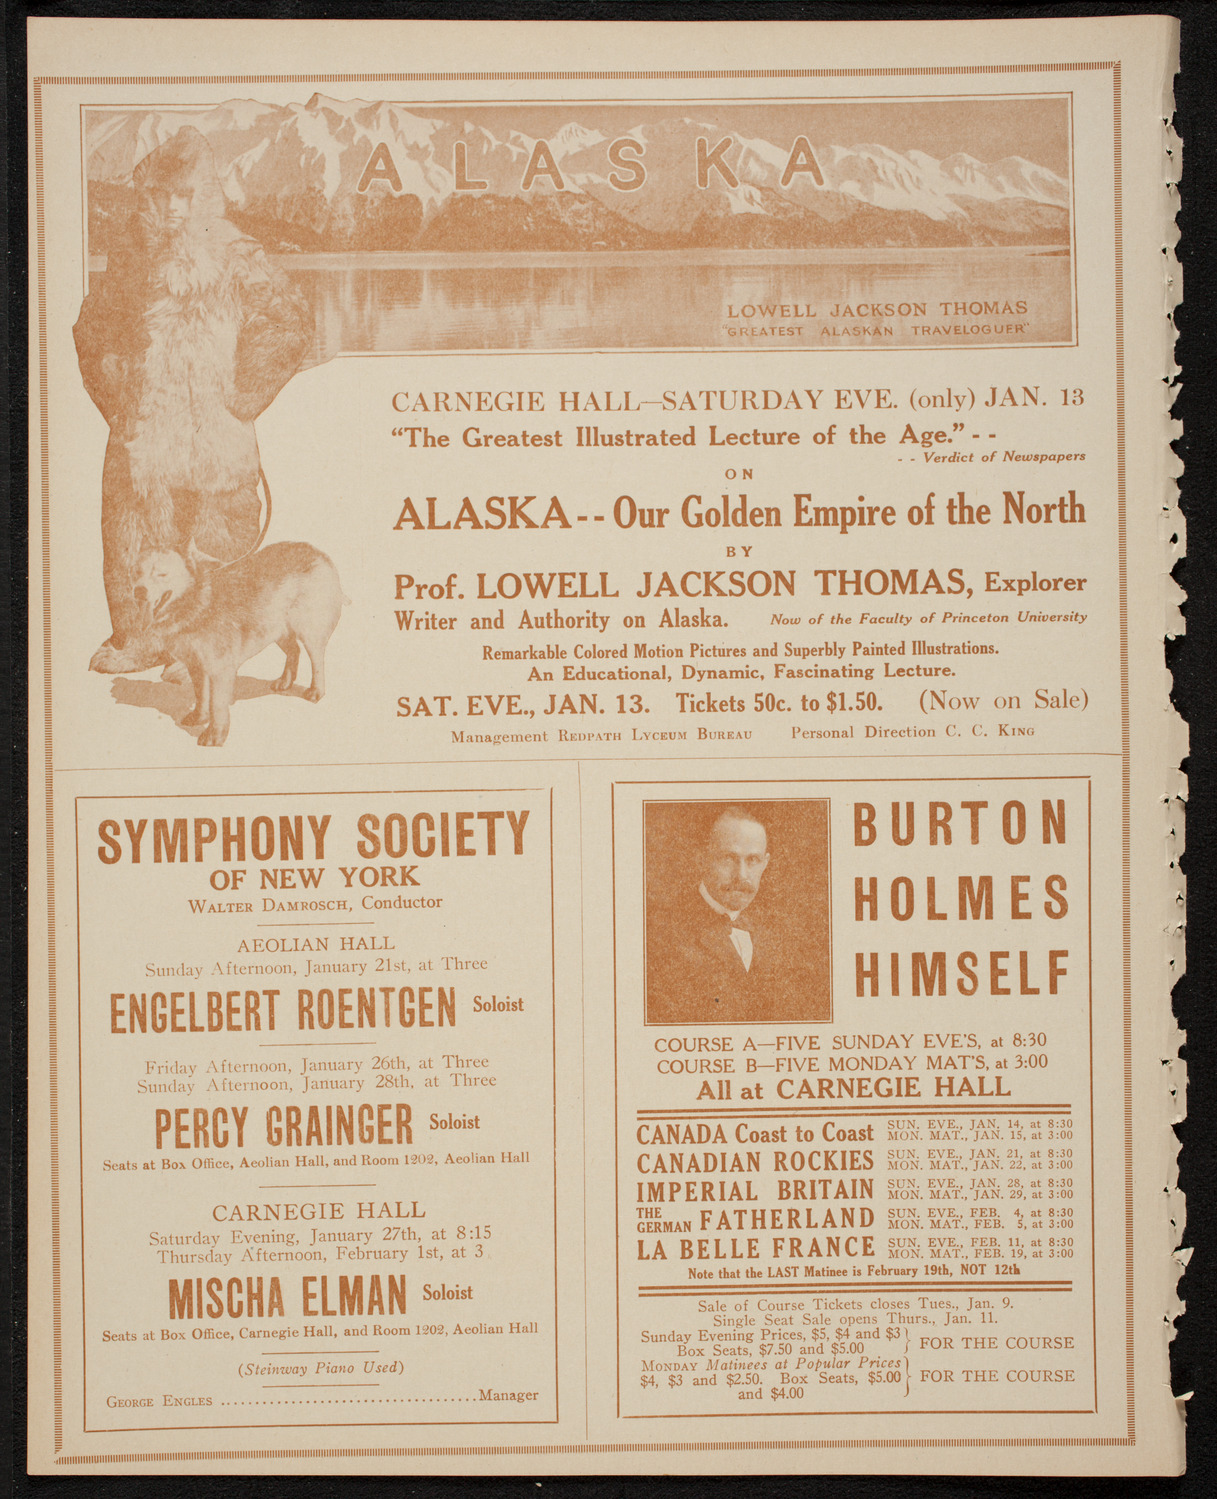 ALASKA
LOWELL JACKSON THOMAS
"GREATEST ALASKAN TRAVELOGUER"
CARNEGIE HALL—SATURDAY EVE. (only) JAN. 13
"The Greatest Illustrated Lecture of the Age." - -
- - Verdict of Newspapers
ON
ALASKA - - Our Golden Empire of the North
BY
Prof. LOWELL JACKSON THOMAS, Explorer
Writer and Authority on Alaska. Now of the Faculty of Princeton University
Remarkable Colored Motion Pictures and Superbly Painted Illustrations.
An Educational, Dynamic, Fascinating Lecture.
SAT. EVE., JAN. 13. Tickets 50c. to $1.50. (Now on Sale)
Management REDPATH LYCEUM BUREAU Personal Direction C. C. KING
SYMPHONY SOCIETY
OF NEW YORK
WALTER DAMROSCH, Conductor
AEOLIAN HALL
Sunday Afternoon, January 21st, at Three
ENGELBERT ROENTGEN Soloist
Friday Afternoon, January 26th, at Three
Sunday Afternoon, January 28th, at Three
PERCY GRAINGER Soloist
Seats at Box Office, Aeolian Hall, and Room 1202, Aeolian Hall
CARNEGIE HALL
Saturday Evening, January 27th, at 8:15
Thursday Afternoon, February 1st, at 3
MISCHA ELMAN Soloist
Seats at Box Office, Carnegie Hall, and Room 1202, Aeolian Hall
(Steinway Piano Used)
GEORGE ENGLES ................................Manager
BURTON
HOLMES
HIMSELF
COURSE A—FIVE SUNDAY EVE'S, at 8:30
COURSE B—FIVE MONDAY MAT'S, at 3:00
All at CARNEGIE HALL
CANADA Coast to Coast SUN. EVE., JAN. 14, at 8:30
MON. MAT., JAN. 15, at 3:00
CANADIAN ROCKIES SUN. EVE., JAN. 21, at 8:30
MON. MAT., JAN. 22, at 3:00
IMPERIAL BRITAIN SUN. EVE., JAN. 28, at 8:30
MON. MAT., JAN. 29, at 3:00
THE GERMAN FATHERLAND SUN. EVE., FEB. 4, at 8:30
MON. MAT., FEB. 5, at 3:00
LA BELLE FRANCE SUN. EVE., FEB. 11, at 8:30
MON. MAT., FEB. 19, at 3:00
Note that the LAST Matinee is February 19th, NOT 12th
Sale of Course Tickets closes Tues., Jan. 9.
Single Seat Sale opens Thurs., Jan. 11.
Sunday Evening Prices, $5, $4 and $3
Box Seats, $7.50 and $5.00 } FOR THE COURSE
MONDAY Matinees at Popular Prices
$4, $3 and $2.50. Box Seats, $5.00 } FOR THE COURSE
and $4.00